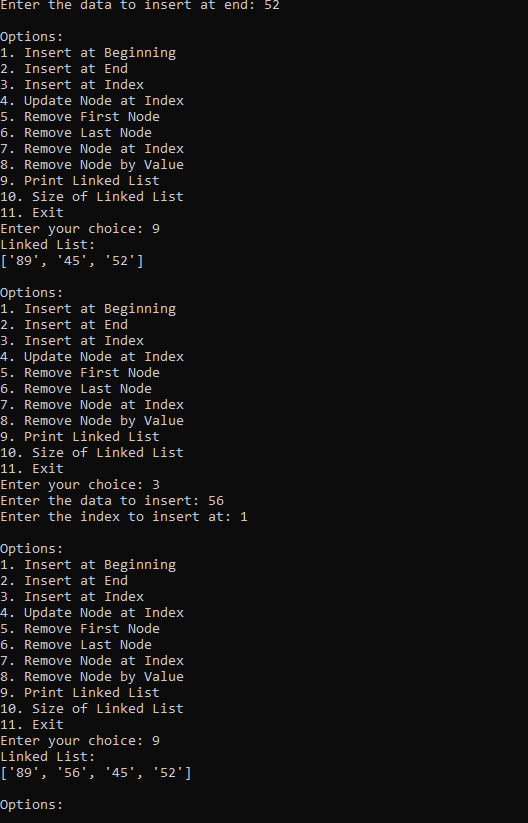 Enter the data to insert at end: 52
Options:
1. Insert at Beginning
2. Insert at End
3. Insert at Index
4. Update Node at Index
5. Remove First Node
6. Remove Last Node
7. Remove Node at Index
8. Remove Node by Value
9. Print Linked List
10. Size of Linked List
11. Exit
Enter your choice: 9
Linked List:
['89', '45', '52']
Options:
1. Insert at Beginning
2. Insert at End
3. Insert at Index
4. Update Node at Index
5. Remove First Node
6. Remove Last Node
7. Remove Node at Index
8. Remove Node by Value
9. Print Linked List
10. Size of Linked List
11. Exit
Enter your choice: 3
Enter the data to insert: 56
Enter the index to insert at: 1
Options:
1. Insert at Beginning
2. Insert at End
3. Insert at Index
4. Update Node at Index
5. Remove First Node
6. Remove Last Node
7. Remove Node at Index
8. Remove Node by Value
9. Print Linked List
10. Size of Linked List
11. Exit
Enter your choice: 9
Linked List:
['89', '56', '45', '52']
Options: